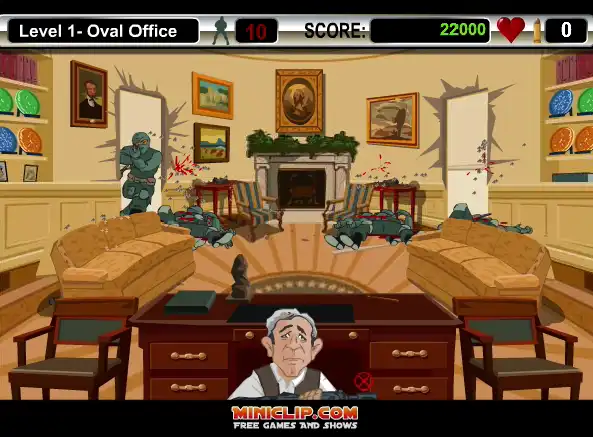 Level 1- Oval Office
10
SCORE:
22000
0
MINICLIP.COM
FREE GAMES AND SHOWS